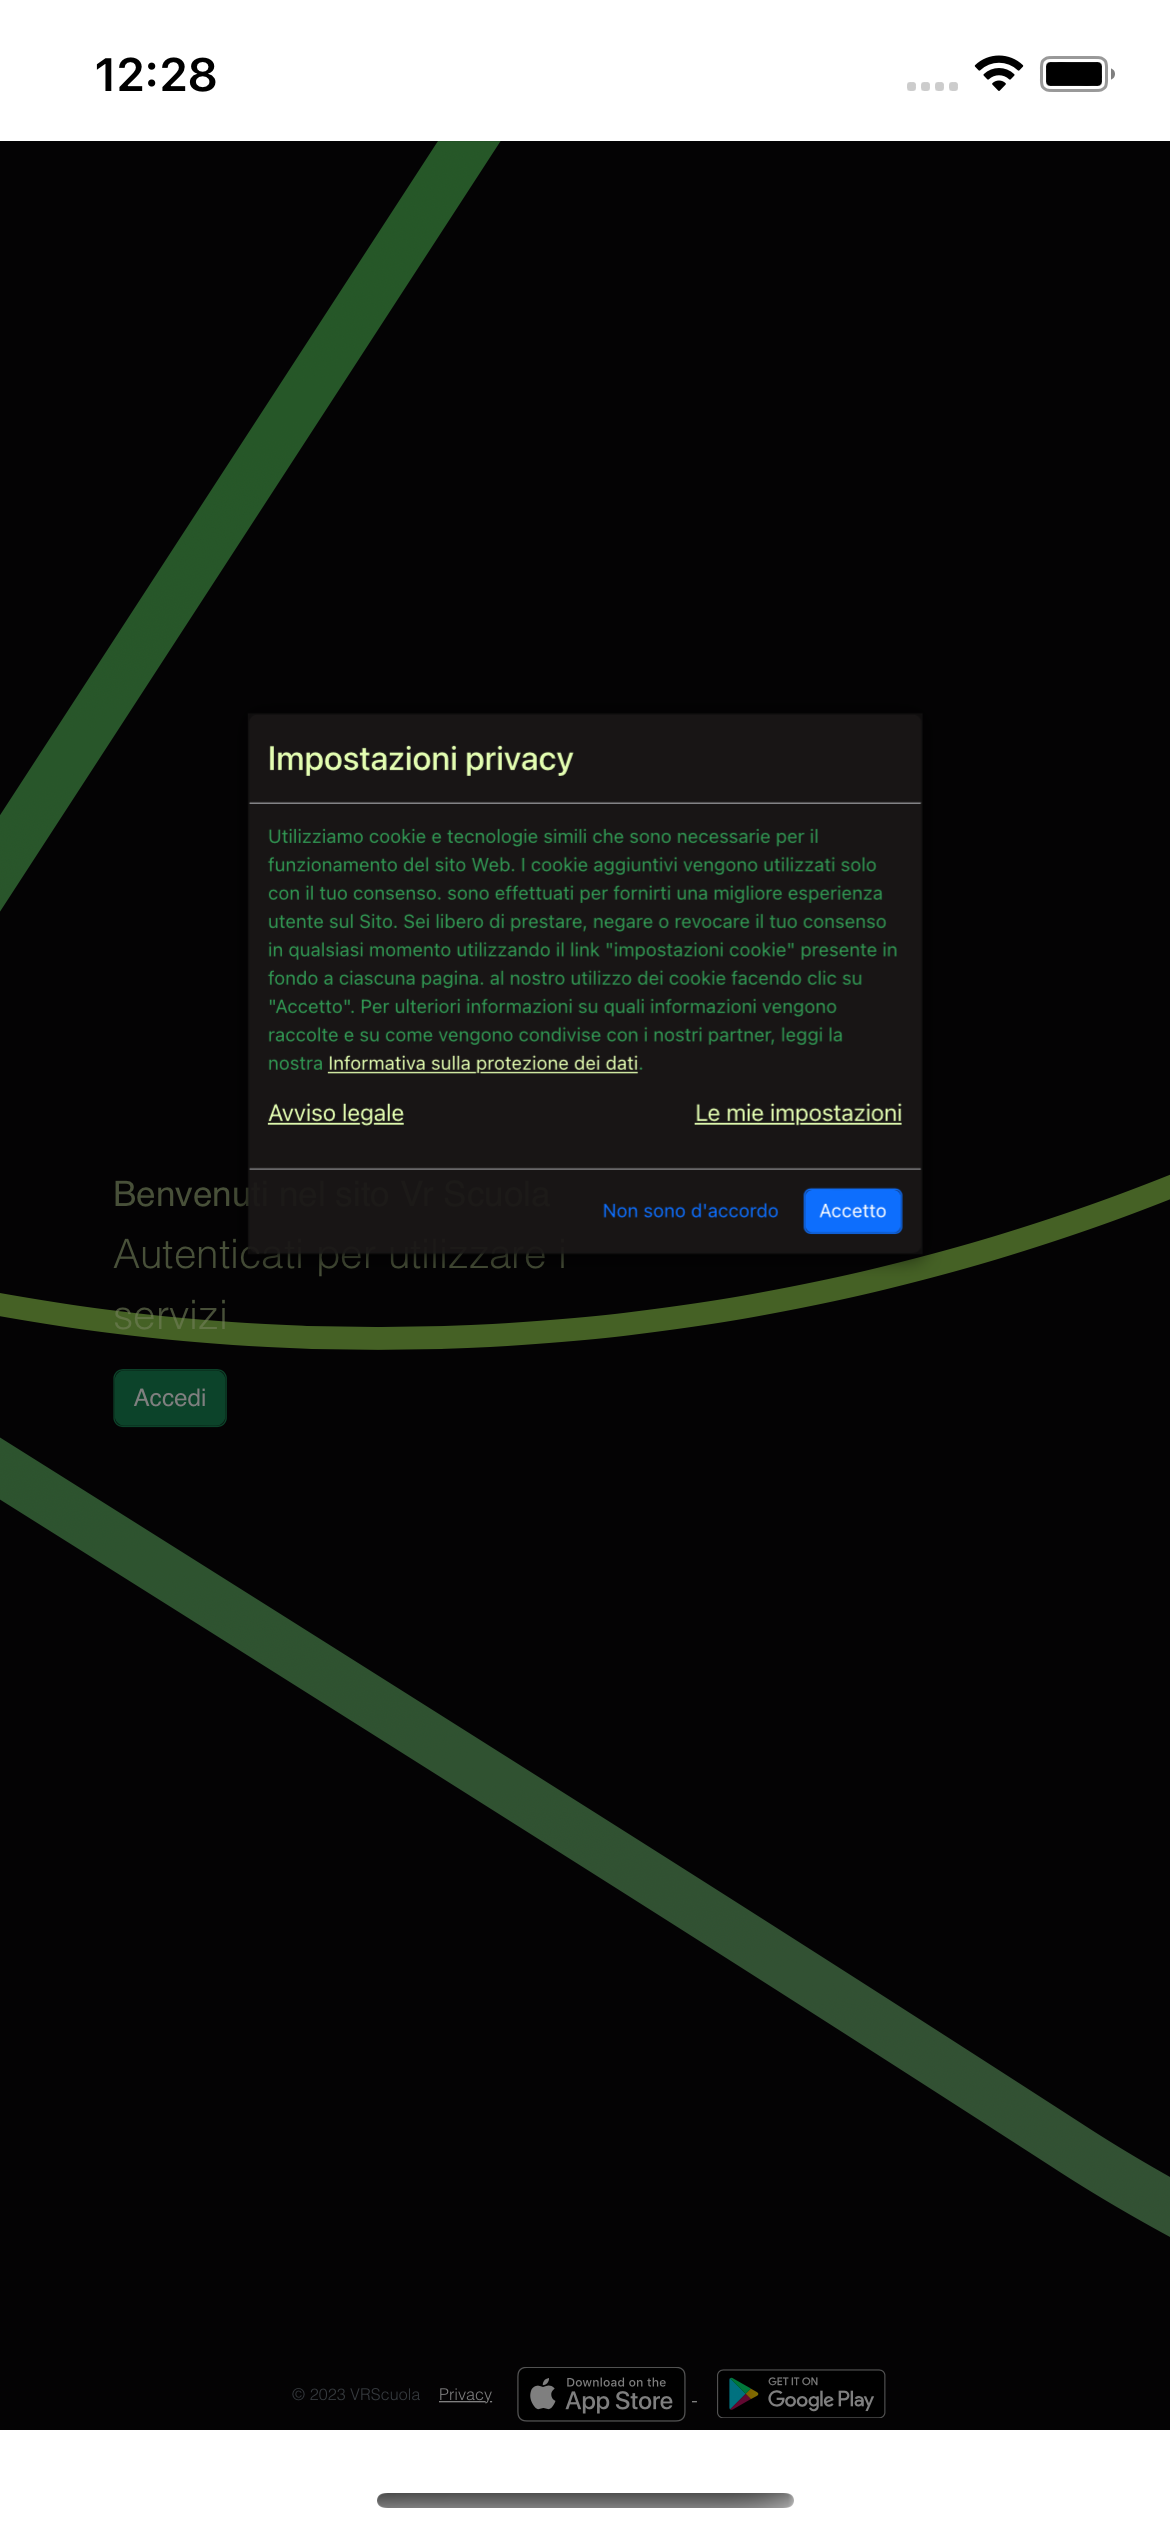 12:28
Impostazioni privacy
Utilizziamo cookie e tecnologie simili che sono necessarie per il
funzionamento del sito Web. I cookie aggiuntivi vengono utilizzati solo
con il tuo consenso. sono effettuati per fornirti una migliore esperienza
utente sul Sito. Sei libero di prestare, negare o revocare il tuo consenso
in qualsiasi momento utilizzando il link "impostazioni cookie" presente in
fondo a ciascuna pagina. al nostro utilizzo dei cookie facendo clic su
"Accetto". Per ulteriori informazioni su quali informazioni vengono
raccolte e su come vengono condivise con i nostri partner, leggi la
nostra Informativa sulla protezione dei dati.
Avviso legale Le mie impostazioni
Non sono d'accordo Accetto
Benvenuti nel sito Vr Scuola
Autenticati per utilizzare i
servizi
Accedi
© 2023 VRScuola Privacy Download on the App Store - GET IT ON Google Play